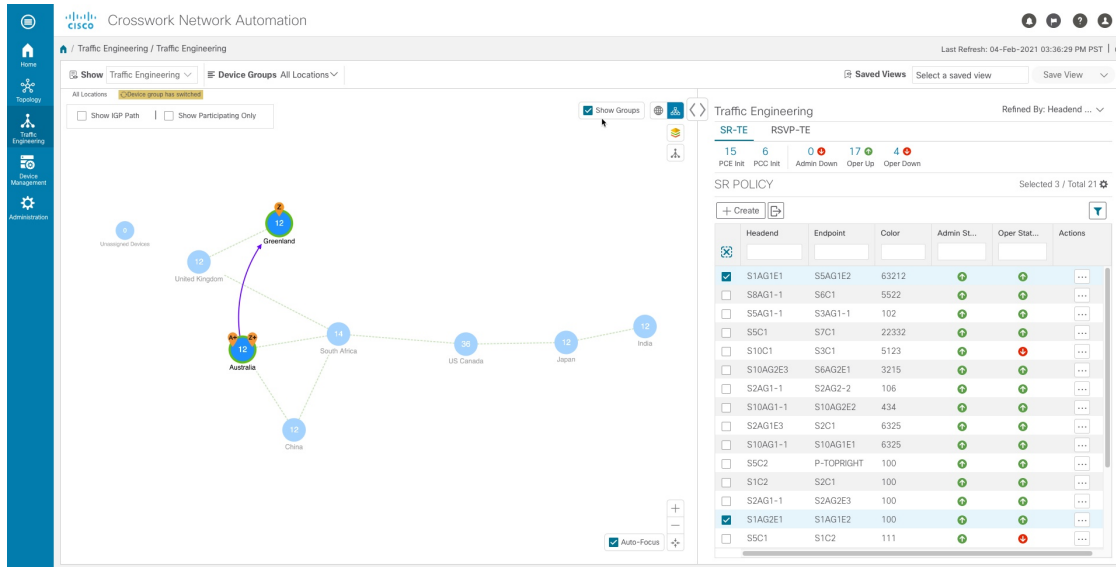 cisco Crosswork Network Automation
Home
Topology
Traffic Engineering
Device Management
Administration
/ Traffic Engineering / Traffic Engineering
Last Refresh: 04-Feb-2021 03:36:29 PM PST
Show Traffic Engineering Device Groups All Locations
Saved Views Select a saved view Save View
All Locations Device group has switched
Show IGP Path | Show Participating Only
Show Groups
6
Unassigned Devices
Z
12
Greenland
12
United Kingdom
A+ Z+
12
Australia
14
South Africa
36
US Canada
12
Japan
12
India
12
China
Auto-Focus
Traffic Engineering Refined By: Headend ...
SR-TE RSVP-TE
15 6 0 17 4
PCE Init PCC Init Admin Down Oper Up Oper Down
SR POLICY Selected 3 / Total 21
+ Create
Headend Endpoint Color Admin St... Oper Stat... Actions
S1AG1E1 S5AG1E2 63212 ...
S8AG1-1 S6C1 5522 ...
S5AG1-1 S3AG1-1 102 ...
S5C1 S7C1 22332 ...
S10C1 S3C1 5123 ...
S10AG2E3 S6AG2E1 3215 ...
S2AG1-1 S2AG2-2 106 ...
S10AG1-1 S10AG2E2 434 ...
S2AG1E3 S2C1 6325 ...
S10AG1-1 S10AG1E1 6325 ...
S5C2 P-TOPRIGHT 100 ...
S1C2 S2C1 100 ...
S2AG1-1 S2AG2E3 100 ...
S1AG2E1 S1AG1E2 100 ...
S5C1 S1C2 111 ...